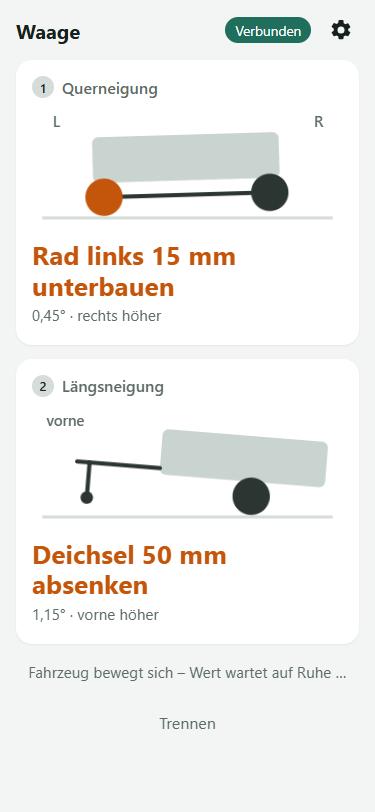 Waage
Verbunden
1 Querneigung
L R
Rad links 15 mm
unterbauen
0,45° · rechts höher
2 Längsneigung
vorne
Deichsel 50 mm
absenken
1,15° · vorne höher
Fahrzeug bewegt sich – Wert wartet auf Ruhe ...
Trennen